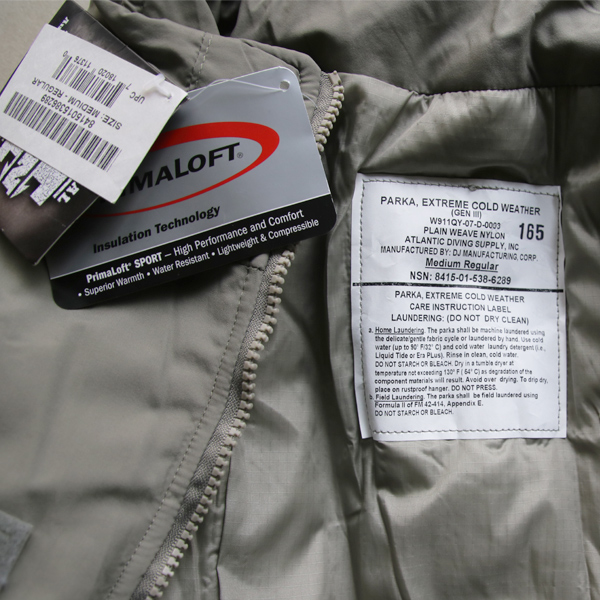 UPC
8415015386289
SIZE: MEDIUM - REGULAR
PRIMALOFT®
Insulation Technology
PrimaLoft® SPORT – High Performance and Comfort
• Superior Warmth • Water Resistant • Lightweight & Compressible
PARKA, EXTREME COLD WEATHER
(GEN III)
W911QY-07-D-0003 165
PLAIN WEAVE NYLON
ATLANTIC DIVING SUPPLY, INC
MANUFACTURED BY: DJ MANUFACTURING, CORP.
Medium Regular
NSN: 8415-01-538-6289
PARKA, EXTREME COLD WEATHER
CARE INSTRUCTION LABEL
LAUNDERING: (DO NOT DRY CLEAN)
a. Home Laundering. The parka shall be machine laundered using
the delicate/gentle fabric cycle or laundered by hand. Use cold
water (up to 90˚ F/32˚ C) and cold water laundry detergent (i.e.,
Liquid Tide or Era PLus). Rinse in clean, cold water.
DO NOT STARCH OR BLEACH. Dry in a tumble dryer at
temperature not exceeding 130˚ F ( 54˚ C) as degradation of the
component materials will result. Avoid over drying. To drip dry,
place on rustproof hanger. DO NOT PRESS.
b. Field Laundering. The parka shall be field laundered using
Formula II of FM 42-414, Appendix E.
DO NOT STARCH OR BLEACH.